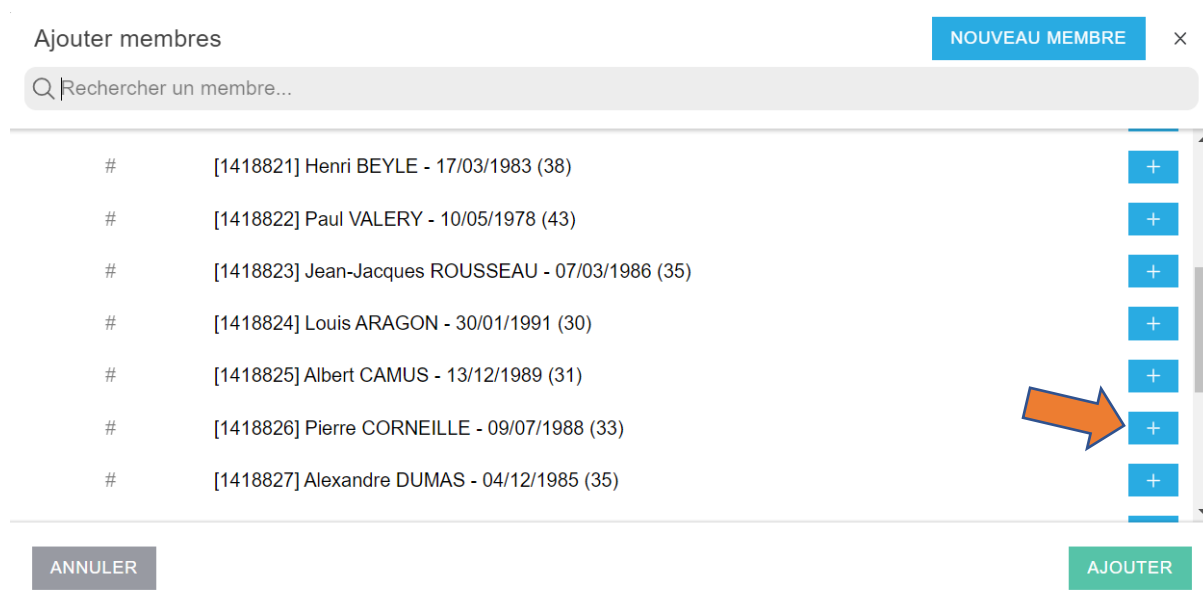 Ajouter membres
NOUVEAU MEMBRE ×
Rechercher un membre...
# [1418821] Henri BEYLE - 17/03/1983 (38) +
# [1418822] Paul VALERY - 10/05/1978 (43) +
# [1418823] Jean-Jacques ROUSSEAU - 07/03/1986 (35) +
# [1418824] Louis ARAGON - 30/01/1991 (30) +
# [1418825] Albert CAMUS - 13/12/1989 (31) +
# [1418826] Pierre CORNEILLE - 09/07/1988 (33) +
# [1418827] Alexandre DUMAS - 04/12/1985 (35) +
ANNULER
AJOUTER